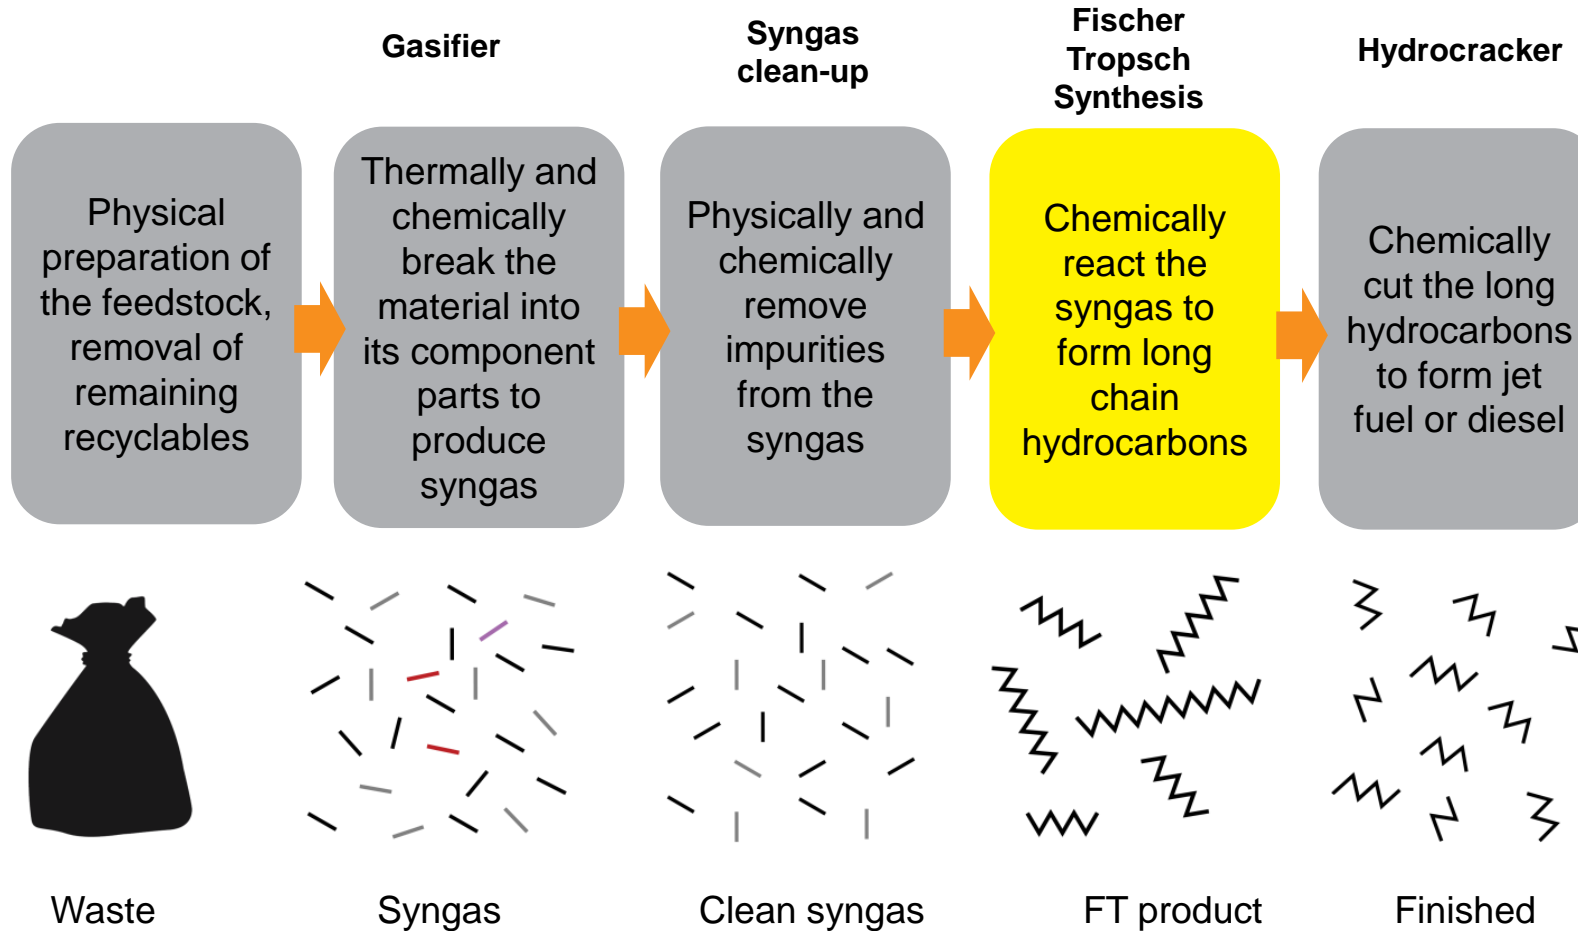 Gasifier
Syngas
clean-up
Fischer
Tropsch
Synthesis
Hydrocracker
Physical
preparation of
the feedstock,
removal of
remaining
recyclables
Thermally and
chemically
break the
material into
its component
parts to
produce
syngas
Physically and
chemically
remove
impurities
from the
syngas
Chemically
react the
syngas to
form long
chain
hydrocarbons
Chemically
cut the long
hydrocarbons
to form jet
fuel or diesel
Waste
Syngas
Clean syngas
FT product
Finished